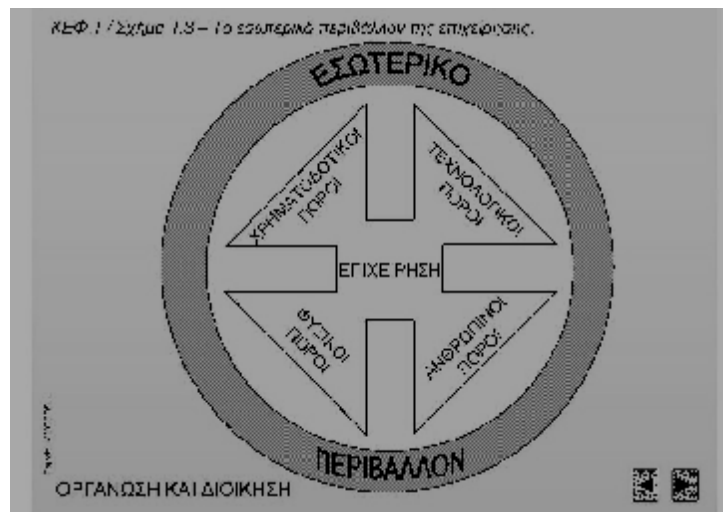 ΚΕΦ.1 / Σχήμα 1.8 – Το εσωτερικό περιβάλλον της επιχείρησης.
ΕΣΩΤΕΡΙΚΟ
ΧΡΗΜΑΤΟΔΟΤΙΚΟΙ
ΠΟΡΟΙ
ΤΕΧΝΟΛΟΓΙΚΟΙ
ΠΟΡΟΙ
ΕΠΙΧΕΙΡΗΣΗ
ΦΥΣΙΚΟΙ
ΠΟΡΟΙ
ΑΝΘΡΩΠΙΝΟΙ
ΠΟΡΟΙ
ΠΕΡΙΒΑΛΛΟΝ
ΟΡΓΑΝΩΣΗ ΚΑΙ ΔΙΟΙΚΗΣΗ